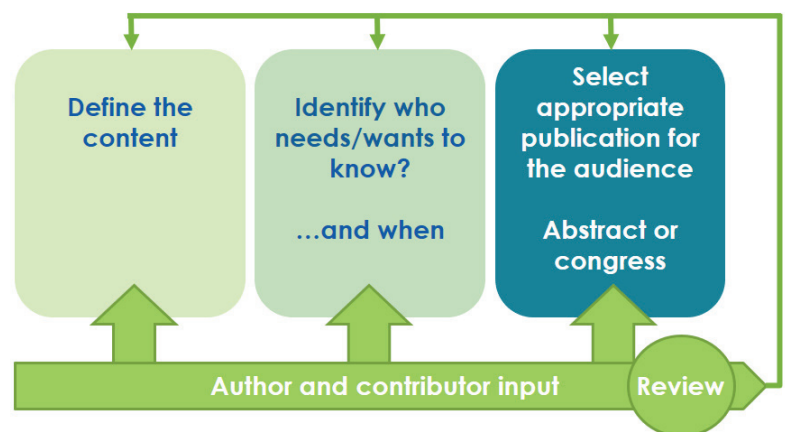 Define the
content
Identify who
needs/wants to
know?
...and when
Select
appropriate
publication for
the audience
Abstract or
congress
Author and contributor input
Review